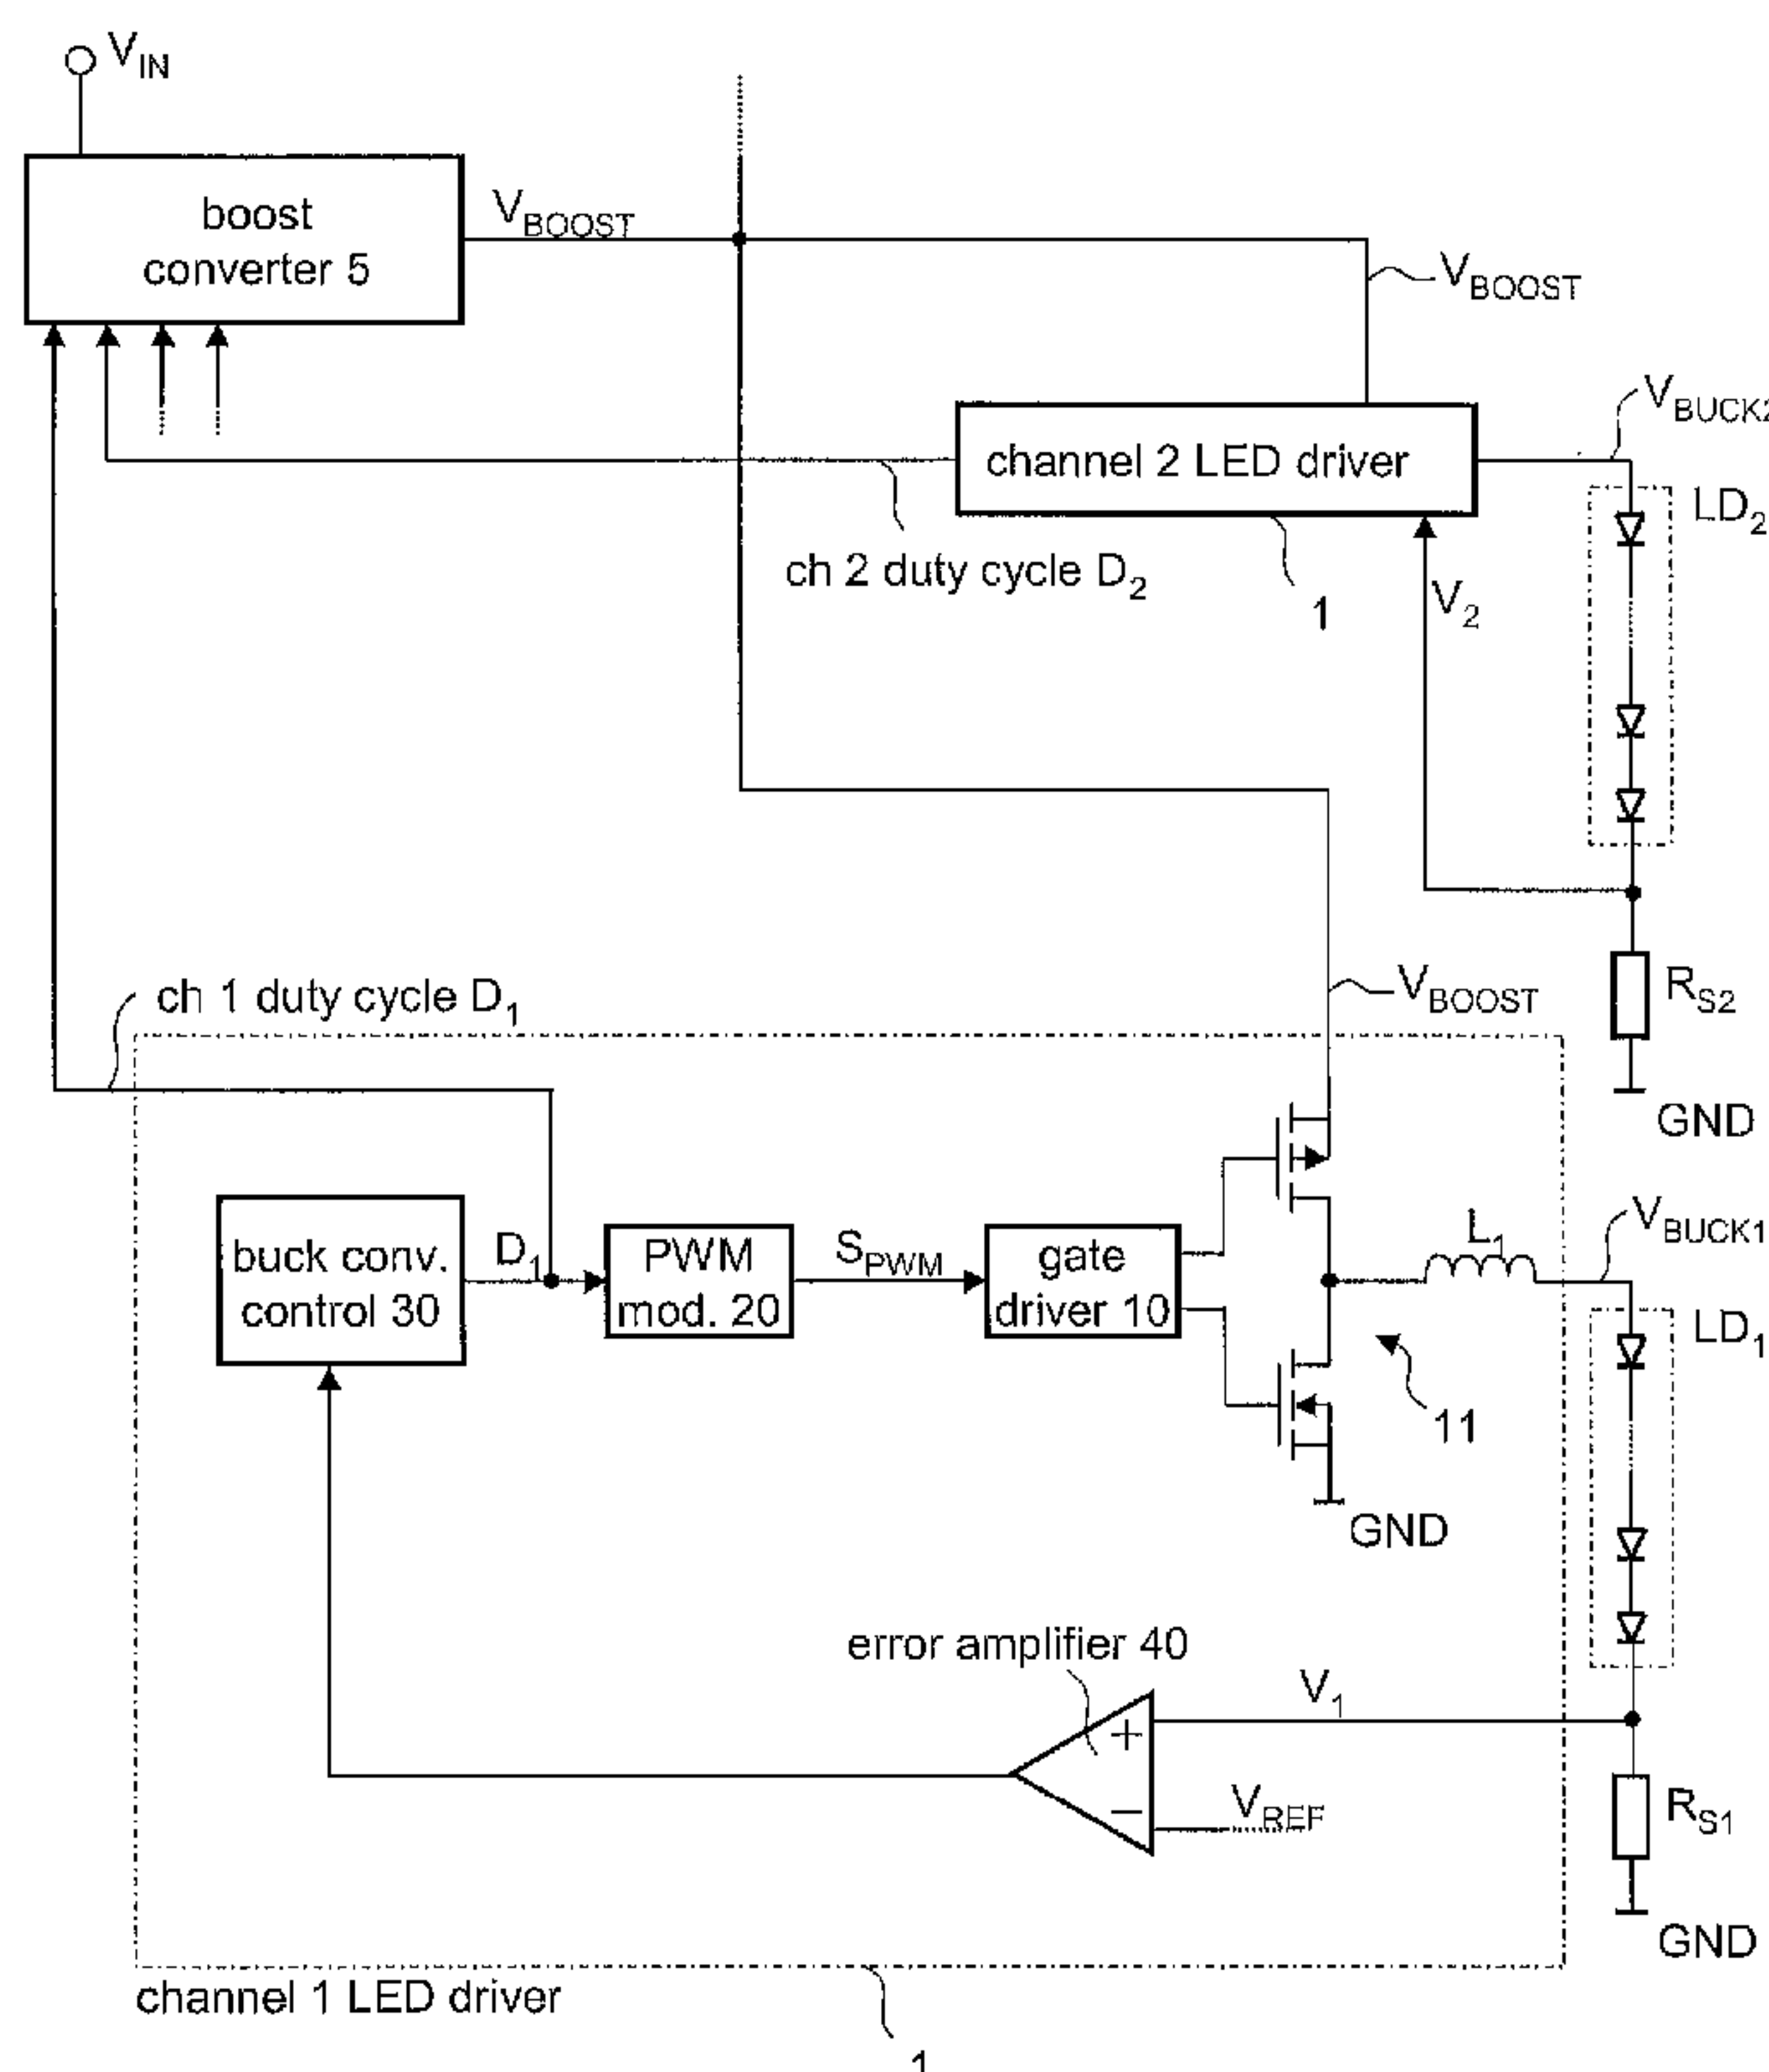 V_IN
boost
converter 5
V_BOOST
V_BOOST
V_BUCK2
channel 2 LED driver
LD_2
ch 2 duty cycle D_2
1
V_2
ch 1 duty cycle D_1
V_BOOST
R_S2
GND
buck conv.
control 30
D_1
PWM
mod. 20
S_PWM
gate
driver 10
L_1
V_BUCK1
LD_1
11
GND
error amplifier 40
V_1
+
−
V_REF
R_S1
GND
channel 1 LED driver
1